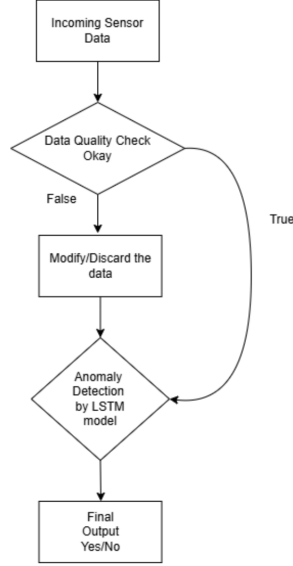 Incoming Sensor
Data
Data Quality Check
Okay
False
True
Modify/Discard the
data
Anomaly
Detection
by LSTM
model
Final
Output
Yes/No